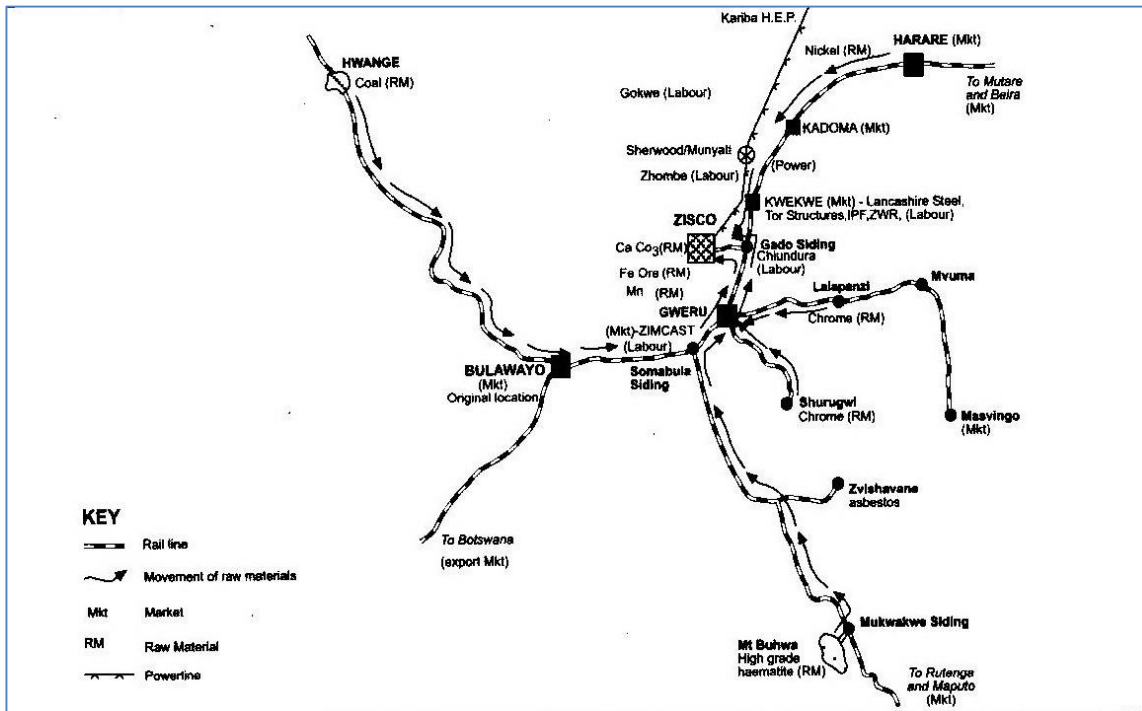 Kariba H.E.P.
HWANGE
Coal (RM)
Nickel (RM)
HARARE (Mkt)
To Mutare
and Beira
(Mkt)
Gokwe (Labour)
KADOMA (Mkt)
Sherwood/Munyati
(Power)
Zhombe (Labour)
KWEKWE (Mkt) - Lancashire Steel,
Tor Structures, IPF, ZWR, (Labour)
ZISCO
Ca Co3(RM)
Gado Siding
Chiundura
(Labour)
Fe Ore (RM)
Mn (RM)
Lalapanzi
Mvuma
GWERU
Chrome (RM)
(Mkt)-ZIMCAST
(Labour)
BULAWAYO
(Mkt)
Original location
Somabula
Siding
Shurugwi
Chrome (RM)
Masvingo
(Mkt)
Zvishavane
asbestos
To Botswana
(export Mkt)
KEY
Rail line
Movement of raw materials
Mkt Market
RM Raw Material
Powerline
Mukwakwe Siding
Mt Buhwa
High grade
haematite (RM)
To Rutenga
and Maputo
(Mkt)